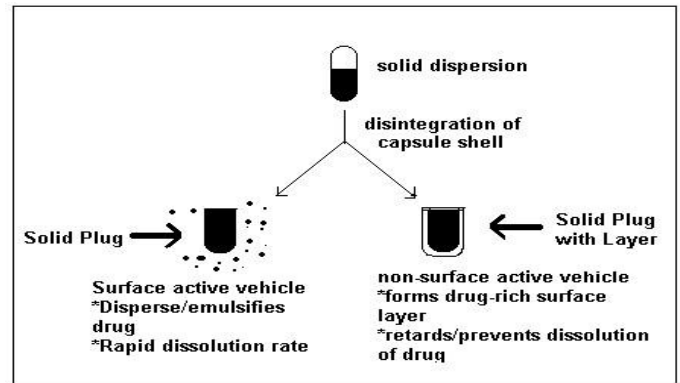 solid dispersion
disintegration of
capsule shell
Solid Plug
Surface active vehicle
*Disperse/emulsifies
drug
*Rapid dissolution rate
Solid Plug
with Layer
non-surface active vehicle
*forms drug-rich surface
layer
*retards/prevents dissolution
of drug